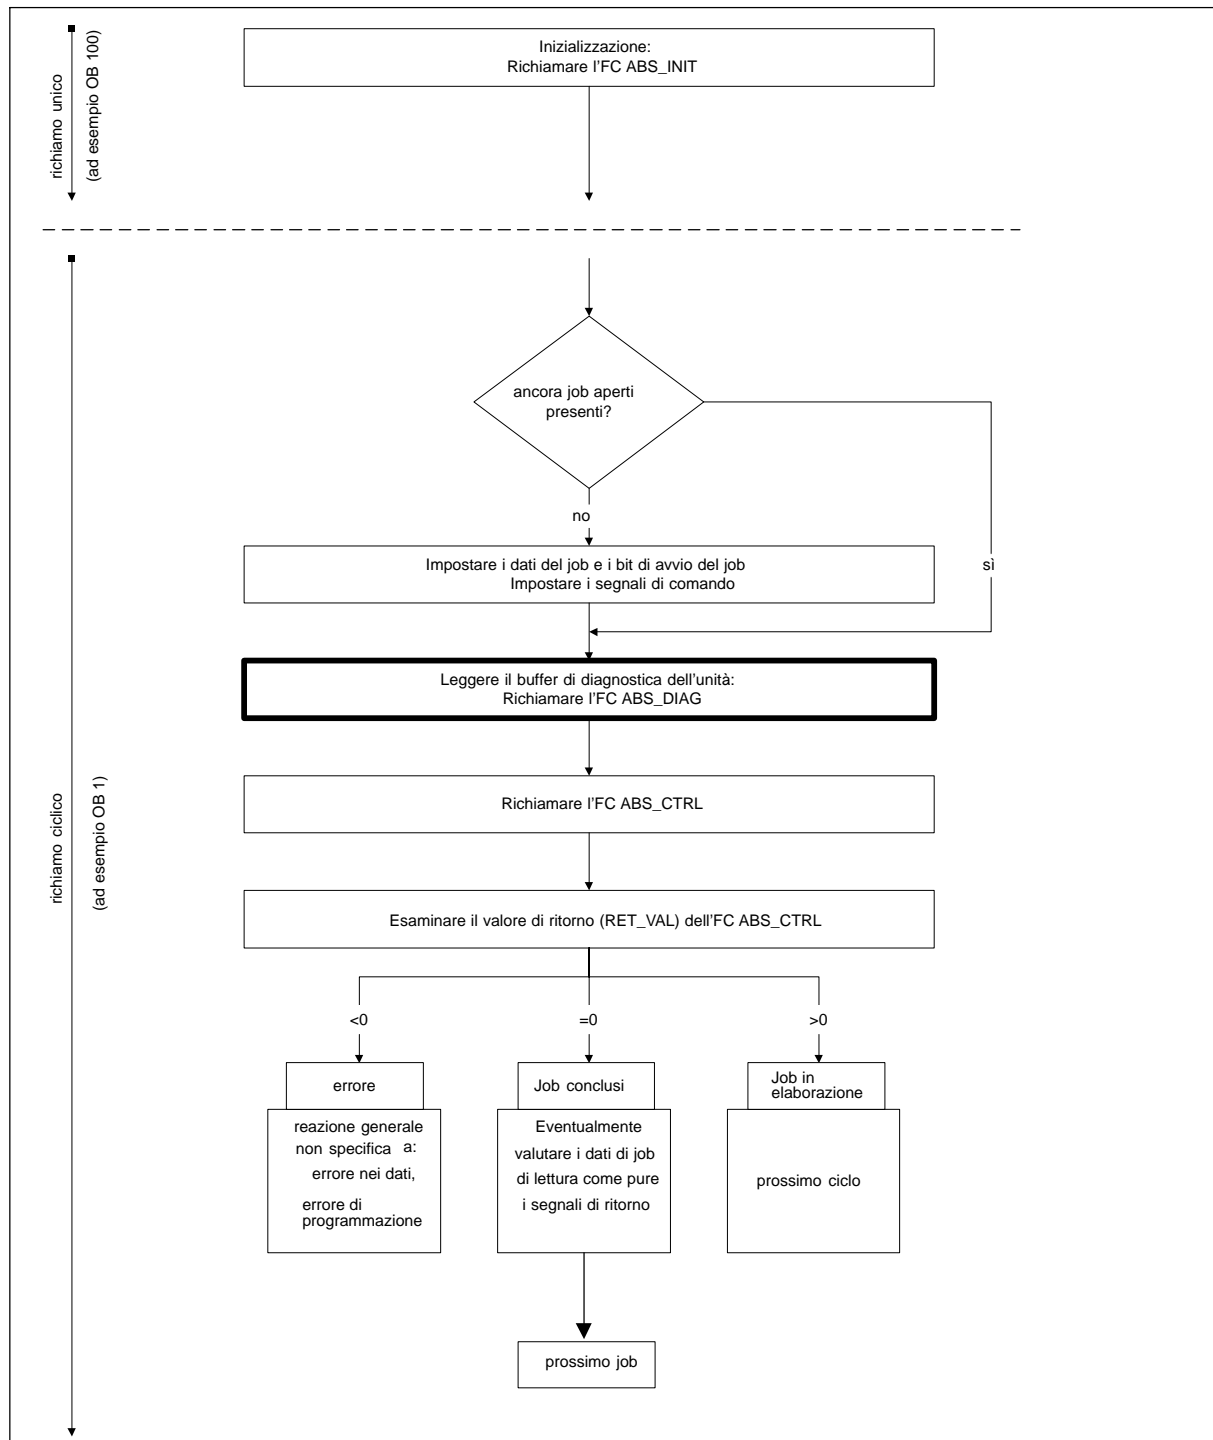 richiamo unico
(ad esempio OB 100)
Inizializzazione:
Richiamare l'FC ABS_INIT
richiamo ciclico
(ad esempio OB 1)
ancora job aperti
presenti?
no
sì
Impostare i dati del job e i bit di avvio del job
Impostare i segnali di comando
Leggere il buffer di diagnostica dell'unità:
Richiamare l'FC ABS_DIAG
Richiamare l'FC ABS_CTRL
Esaminare il valore di ritorno (RET_VAL) dell'FC ABS_CTRL
<0
=0
>0
errore
reazione generale
non specifica a:
errore nei dati,
errore di
programmazione
Job conclusi
Eventualmente
valutare i dati di job
di lettura come pure
i segnali di ritorno
Job in
elaborazione
prossimo ciclo
prossimo job